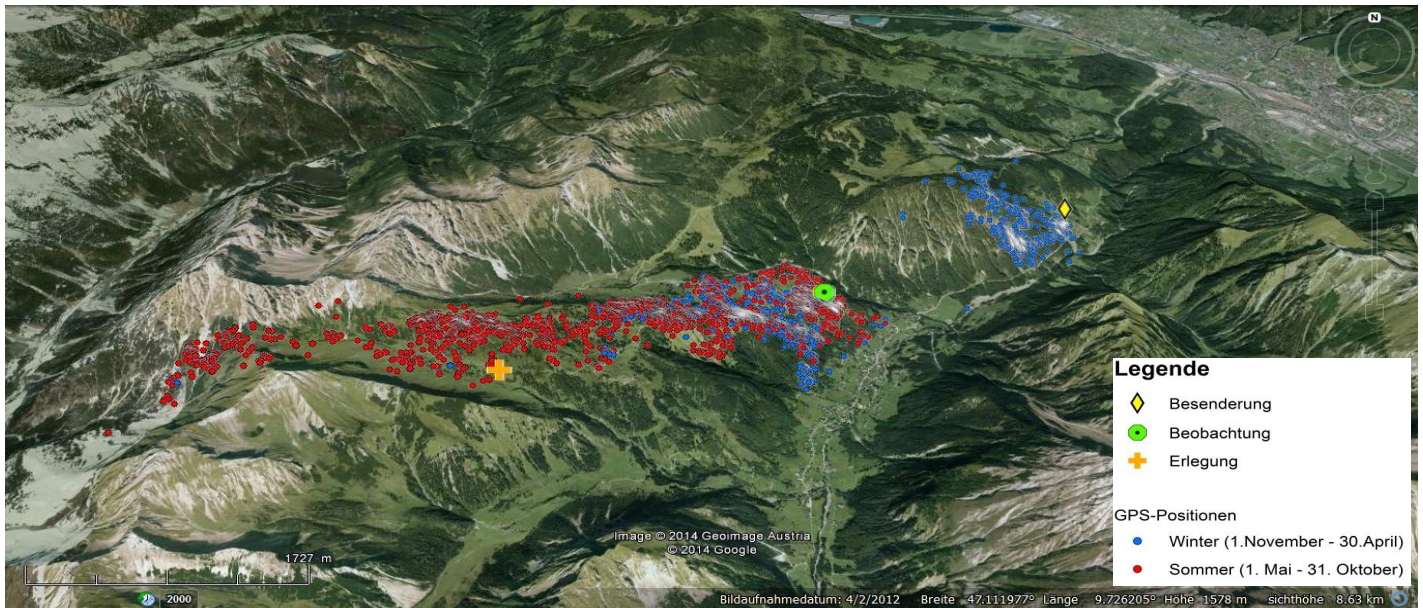 N
Legende
Besenderung
Beobachtung
Erlegung
GPS-Positionen
Winter (1.November - 30.April)
Sommer (1. Mai - 31. Oktober)
Image © 2014 Geoimage Austria
© 2014 Google
1727 m
2000
Bildaufnahmedatum: 4/2/2012 Breite 47.111977° Länge 9.726205° Höhe 1578 m sichthöhe 8.63 km